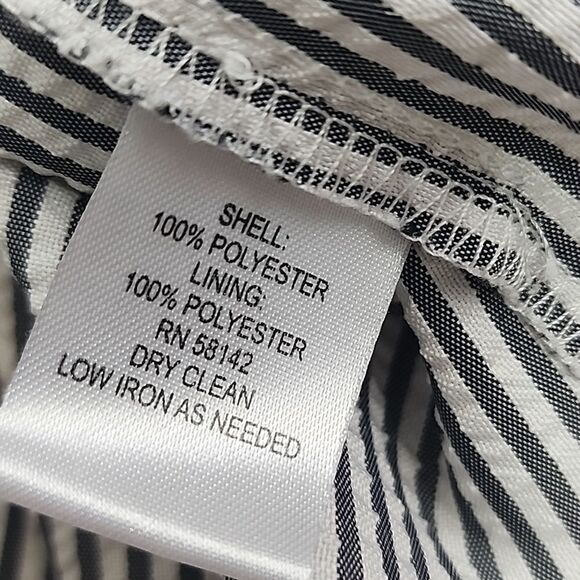 SHELL:
100% POLYESTER
LINING:
100% POLYESTER
RN 58142
DRY CLEAN
LOW IRON AS NEEDED